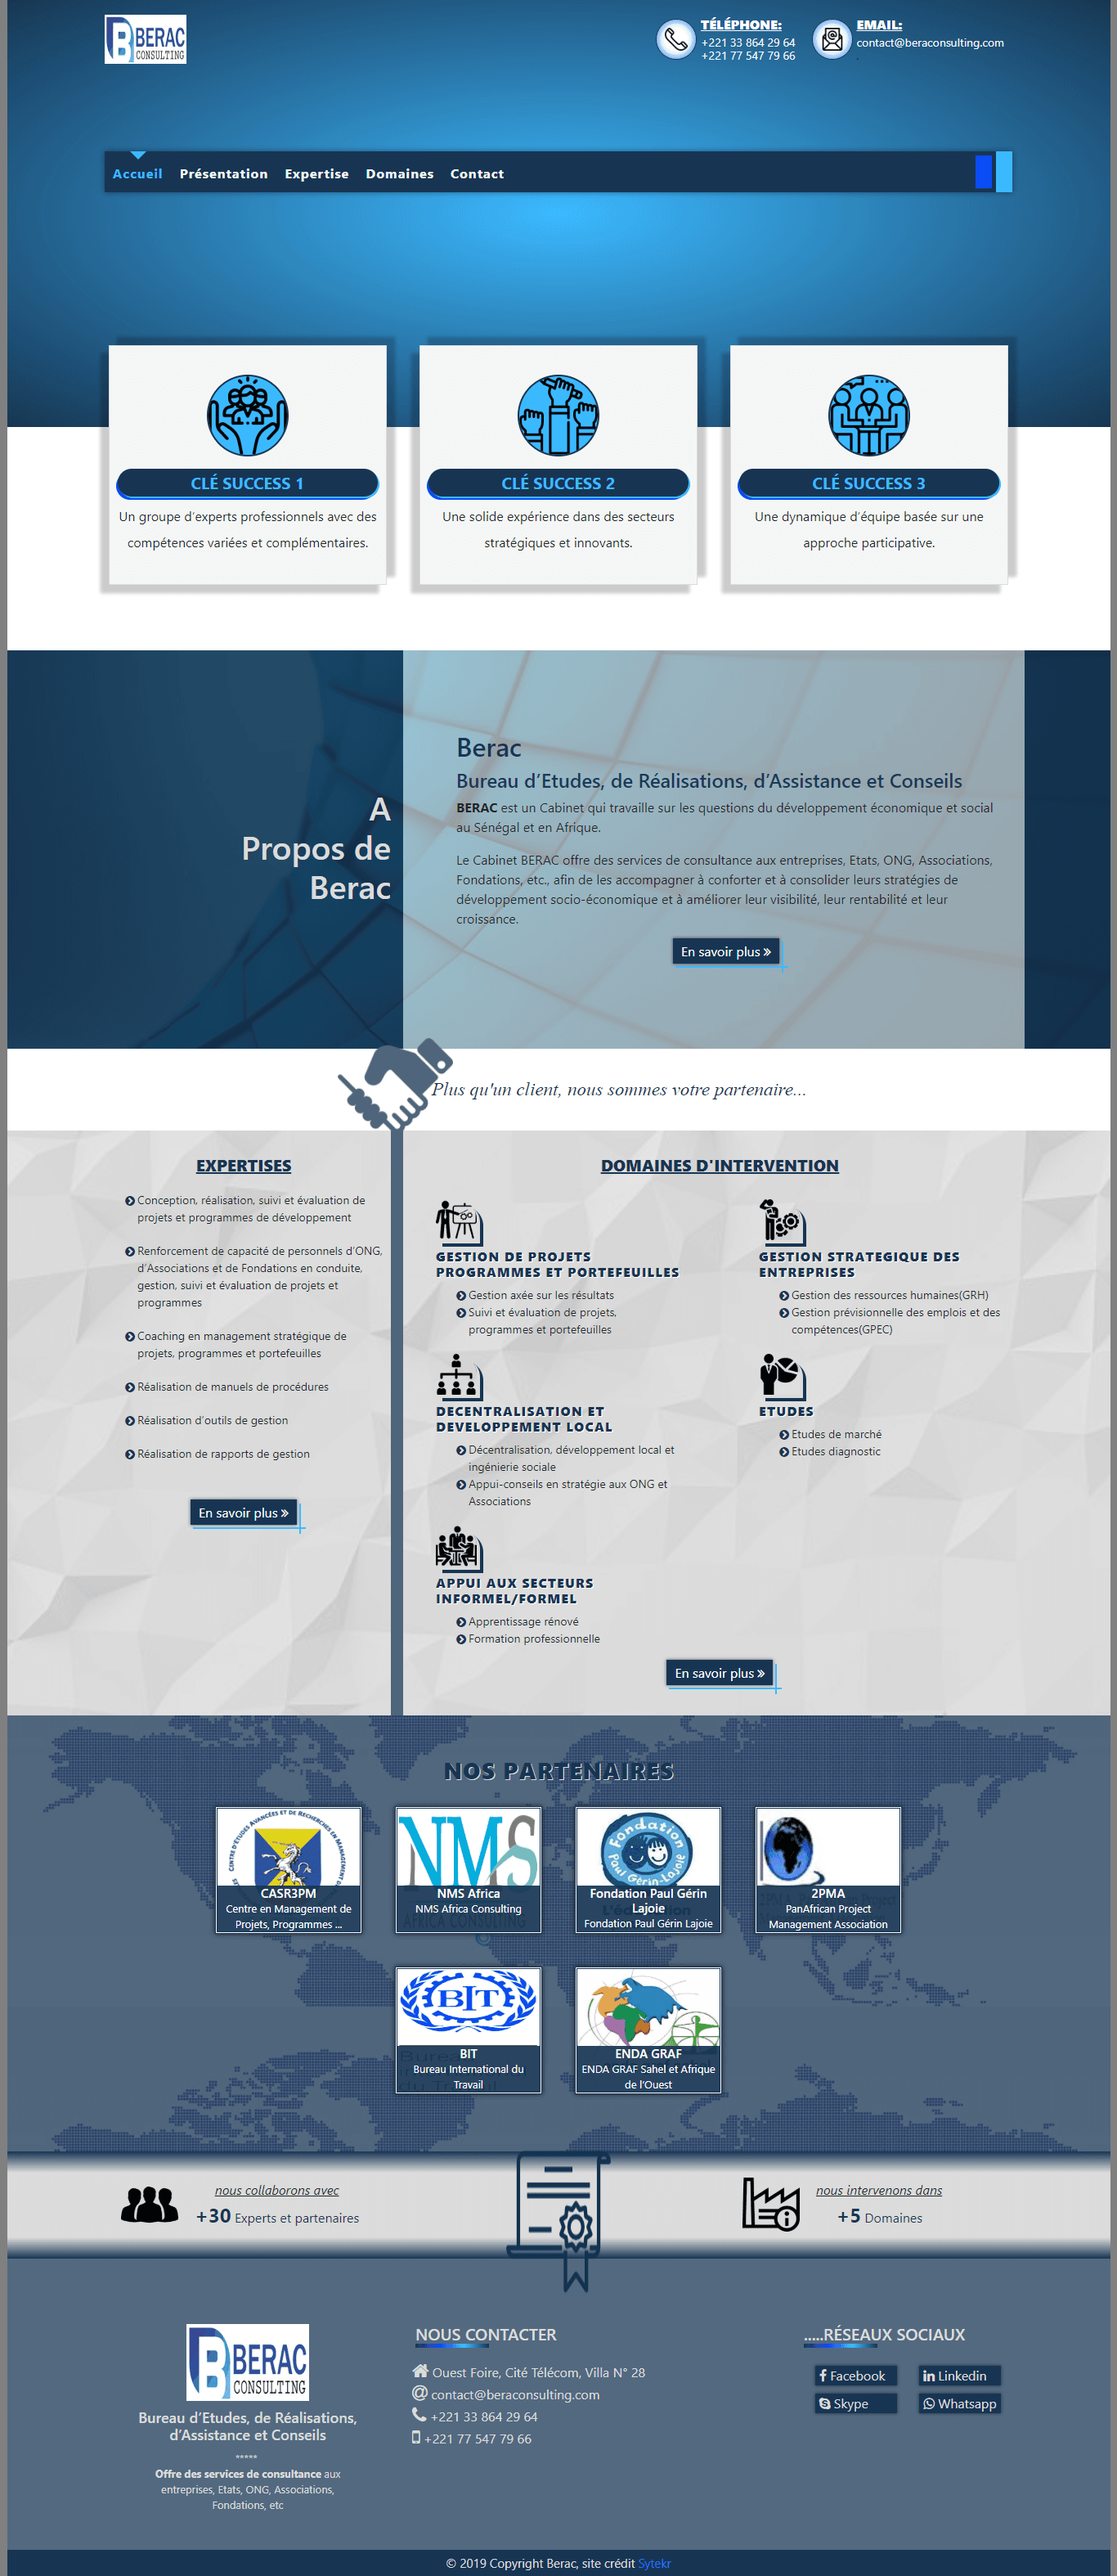 BERAC
CONSULTING
TÉLÉPHONE:
+221 33 864 29 64
+221 77 547 79 66
EMAIL:
contact@beraconsulting.com
.
Accueil Présentation Expertise Domaines Contact
CLÉ SUCCESS 1
Un groupe d'experts professionnels avec des
compétences variées et complémentaires.
CLÉ SUCCESS 2
Une solide expérience dans des secteurs
stratégiques et innovants.
CLÉ SUCCESS 3
Une dynamique d'équipe basée sur une
approche participative.
A
Propos de
Berac
Berac
Bureau d'Etudes, de Réalisations, d'Assistance et Conseils
BERAC est un Cabinet qui travaille sur les questions du développement économique et social
au Sénégal et en Afrique.
Le Cabinet BERAC offre des services de consultance aux entreprises, Etats, ONG, Associations,
Fondations, etc., afin de les accompagner à conforter et à consolider leurs stratégies de
développement socio-économique et à améliorer leur visibilité, leur rentabilité et leur
croissance.
En savoir plus »
Plus qu'un client, nous sommes votre partenaire...
EXPERTISES
Conception, réalisation, suivi et évaluation de
projets et programmes de développement
Renforcement de capacité de personnels d'ONG,
d'Associations et de Fondations en conduite,
gestion, suivi et évaluation de projets et
programmes
Coaching en management stratégique de
projets, programmes et portefeuilles
Réalisation de manuels de procédures
Réalisation d'outils de gestion
Réalisation de rapports de gestion
En savoir plus »
DOMAINES D'INTERVENTION
GESTION DE PROJETS
PROGRAMMES ET PORTEFEUILLES
Gestion axée sur les résultats
Suivi et évaluation de projets,
programmes et portefeuilles
GESTION STRATEGIQUE DES
ENTREPRISES
Gestion des ressources humaines(GRH)
Gestion prévisionnelle des emplois et des
compétences(GPEC)
DECENTRALISATION ET
DEVELOPPEMENT LOCAL
Décentralisation, développement local et
ingénierie sociale
Appui-conseils en stratégie aux ONG et
Associations
ETUDES
Etudes de marché
Etudes diagnostic
APPUI AUX SECTEURS
INFORMEL/FORMEL
Apprentissage rénové
Formation professionnelle
En savoir plus »
NOS PARTENAIRES
CENTRE D'ETUDES AVANCÉES ET DE RECHERCHES EN MANAGEMENT
CASR3PM
Centre en Management de
Projets, Programmes ...
NMS
AFRICA CONSULTING
NMS Africa
NMS Africa Consulting
Fondation
Paul Gérin-Lajoie
Fondation Paul Gérin
Lajoie
Fondation Paul Gérin Lajoie
2PMA
PanAfrican Project
Management Association
BIT
BIT
Bureau International du
Travail
ENDA GRAF
ENDA GRAF Sahel et Afrique
de l'Ouest
nous collaborons avec
+30 Experts et partenaires
nous intervenons dans
+5 Domaines
BERAC
CONSULTING
Bureau d'Etudes, de Réalisations,
d'Assistance et Conseils
*****
Offre des services de consultance aux
entreprises, Etats, ONG, Associations,
Fondations, etc
NOUS CONTACTER
Ouest Foire, Cité Télécom, Villa N° 28
contact@beraconsulting.com
+221 33 864 29 64
+221 77 547 79 66
.....RÉSEAUX SOCIAUX
Facebook
Linkedin
Skype
Whatsapp
© 2019 Copyright Berac, site crédit Sytekr